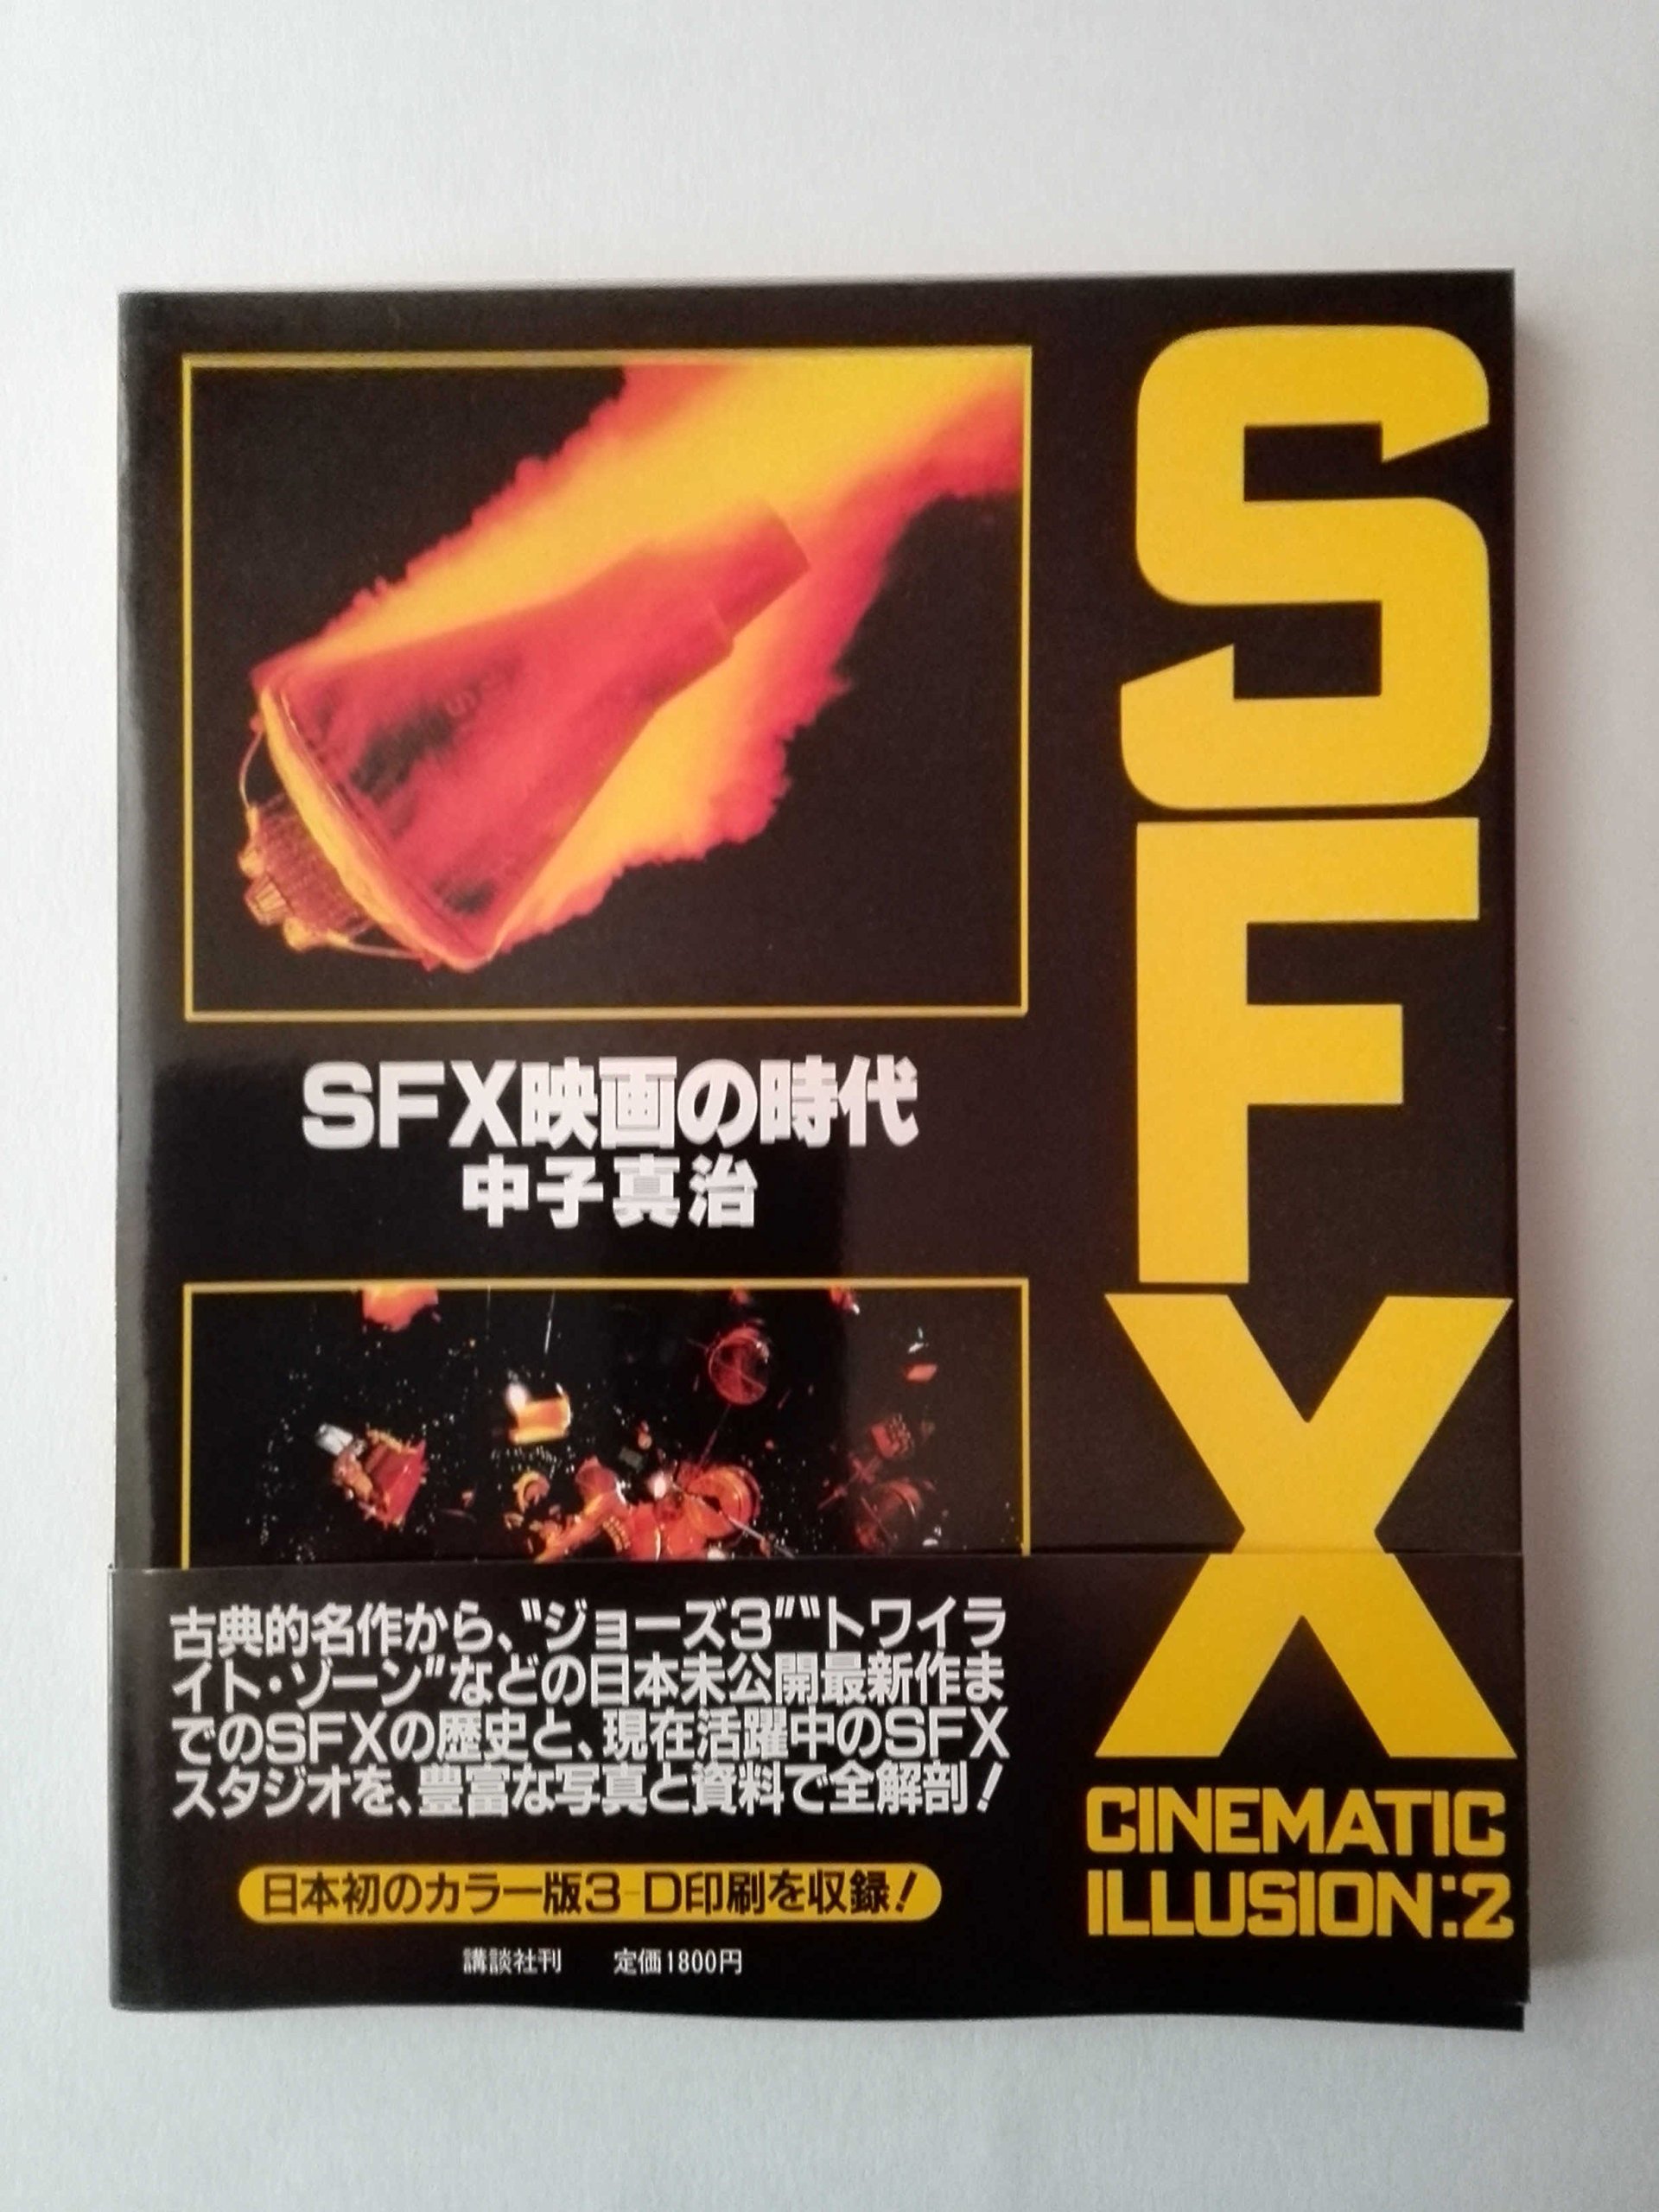 SFX
SFX映画の時代
中子真治
古典的名作から、"ジョーズ3""トワイラ
イト・ゾーン"などの日本未公開最新作ま
でのSFXの歴史と、現在活躍中のSFX
スタジオを、豊富な写真と資料で全解剖!
日本初のカラー版3-D印刷を収録!
講談社刊 定価1800円
CINEMATIC
ILLUSION:2